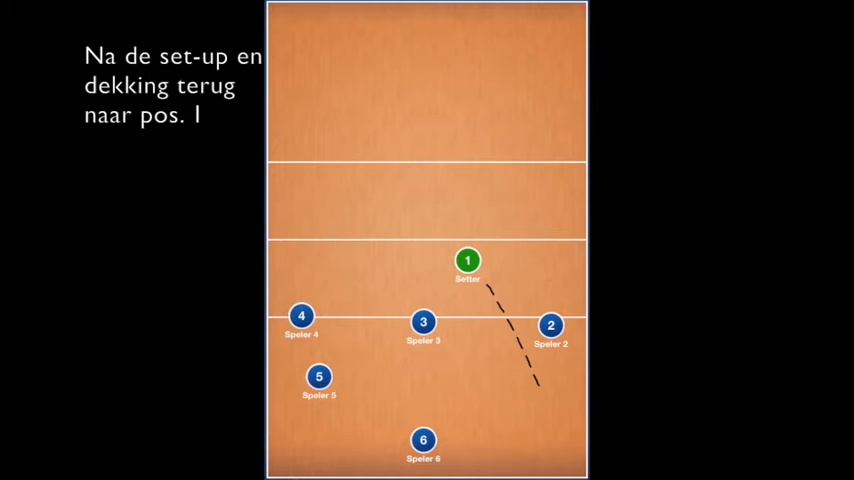 Na de set-up en
dekking terug
naar pos. 1
1
Setter
4
Speler 4
3
Speler 3
2
Speler 2
5
Speler 5
6
Speler 6